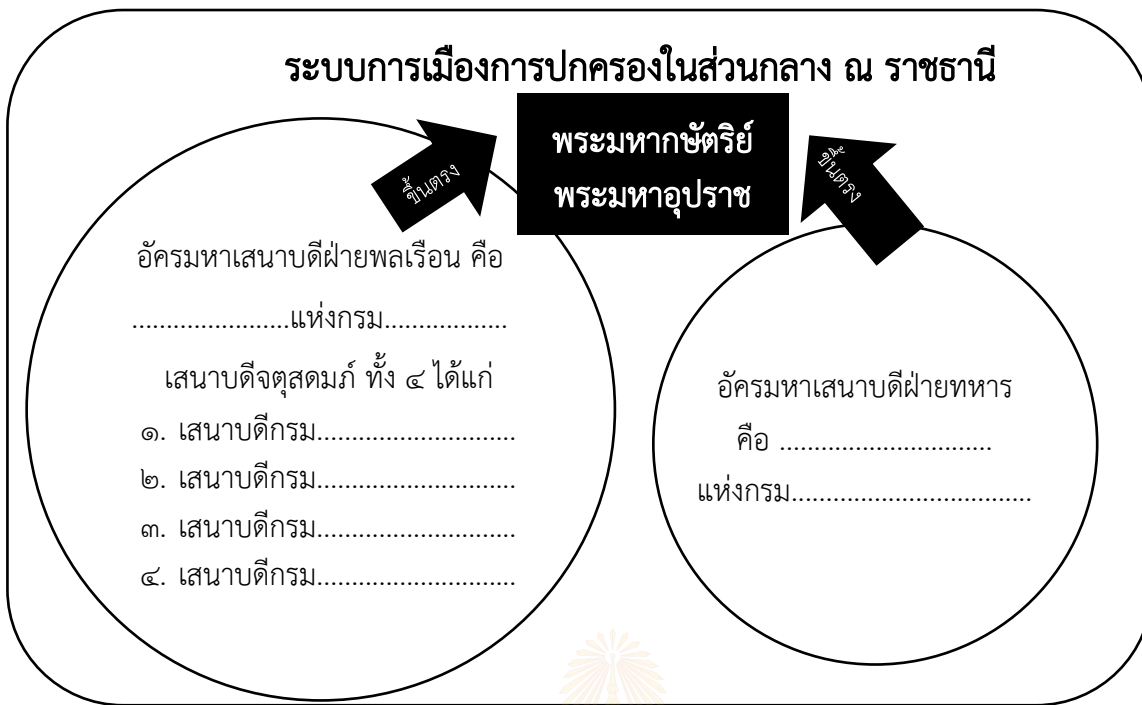 ระบบการเมืองการปกครองในส่วนกลาง ณ ราชธานี
พระมหากษัตริย์
พระมหาอุปราช
ขึ้นตรง
ขึ้นตรง
อัครมหาเสนาบดีฝ่ายพลเรือน คือ
.......................แห่งกรม..................
เสนาบดีจตุสดมภ์ ทั้ง ๔ ได้แก่
๑. เสนาบดีกรม.............................
๒. เสนาบดีกรม.............................
๓. เสนาบดีกรม.............................
๔. เสนาบดีกรม.............................
อัครมหาเสนาบดีฝ่ายทหาร
คือ ...............................
แห่งกรม...................................